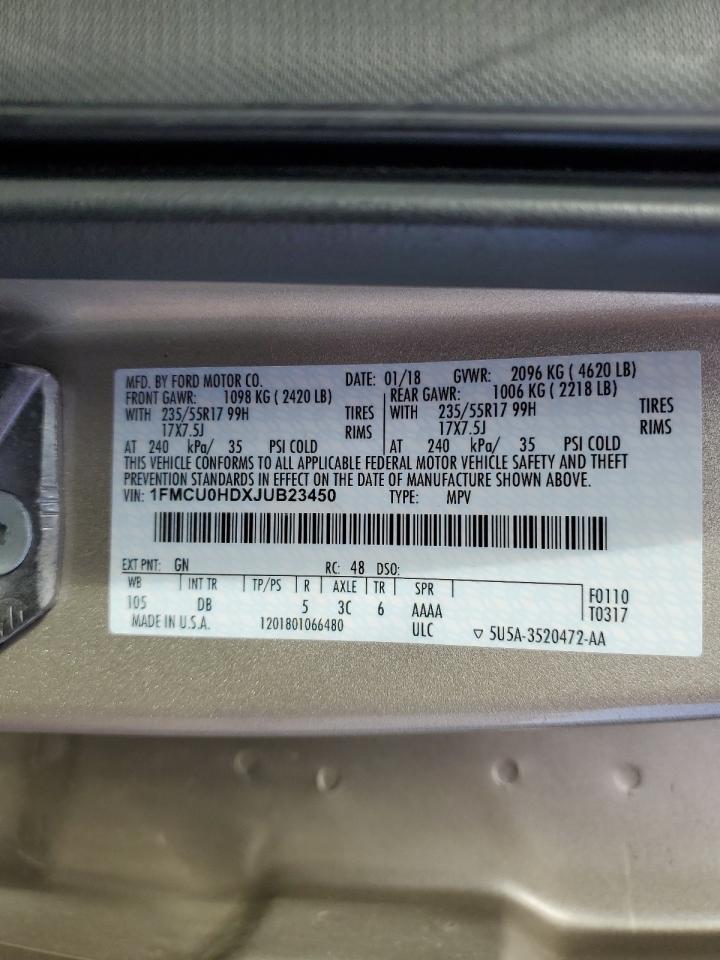 MFD. BY FORD MOTOR CO. DATE: 01/18 GVWR: 2096 KG ( 4620 LB)
FRONT GAWR: 1098 KG ( 2420 LB) REAR GAWR: 1006 KG ( 2218 LB)
WITH 235/55R17 99H TIRES WITH 235/55R17 99H TIRES
17X7.5J RIMS 17X7.5J RIMS
AT 240 kPa/ 35 PSI COLD AT 240 kPa/ 35 PSI COLD
THIS VEHICLE CONFORMS TO ALL APPLICABLE FEDERAL MOTOR VEHICLE SAFETY AND THEFT
PREVENTION STANDARDS IN EFFECT ON THE DATE OF MANUFACTURE SHOWN ABOVE.
VIN: 1FMCU0HDXJUB23450 TYPE: MPV
EXT PNT: GN RC: 48 DSO:
WB INT TR TP/PS R AXLE TR SPR F0110
105 DB 5 3C 6 AAAA T0317
MADE IN U.S.A. 1201801066480 ULC ▽ 5U5A-3520472-AA